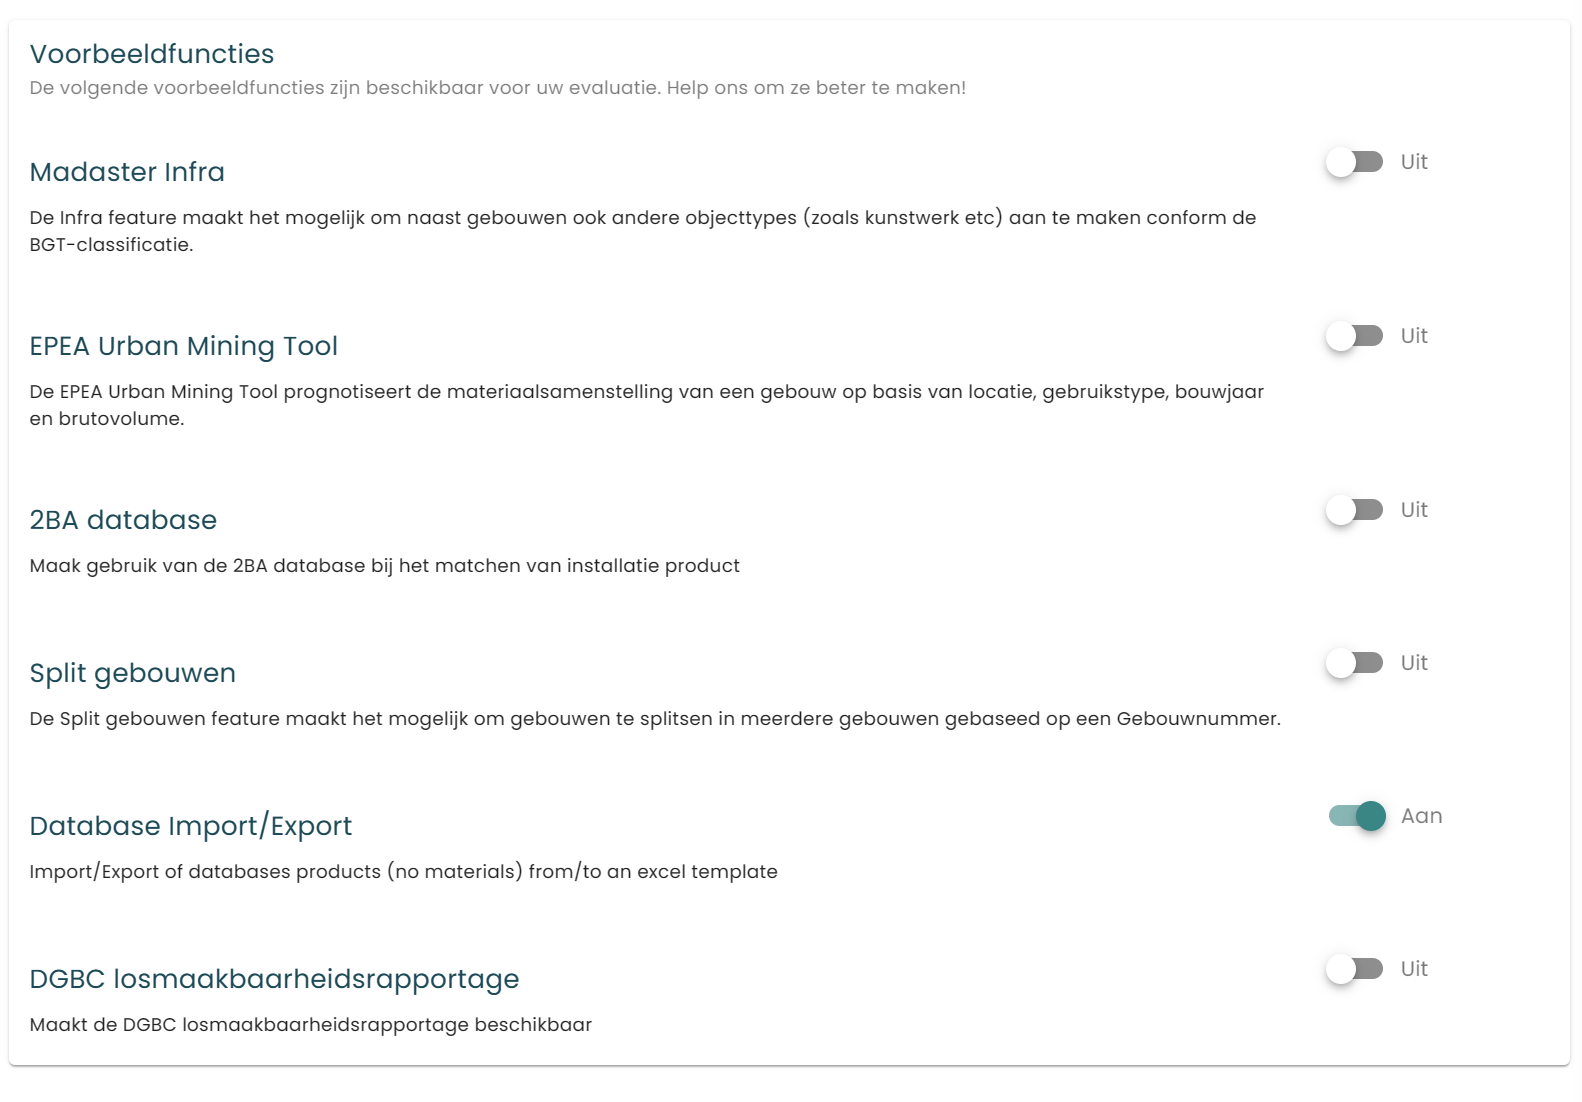 Voorbeeldfuncties
De volgende voorbeeldfuncties zijn beschikbaar voor uw evaluatie. Help ons om ze beter te maken!
Madaster Infra
Uit
De Infra feature maakt het mogelijk om naast gebouwen ook andere objecttypes (zoals kunstwerk etc) aan te maken conform de
BGT-classificatie.
EPEA Urban Mining Tool
Uit
De EPEA Urban Mining Tool prognotiseert de materiaalsamenstelling van een gebouw op basis van locatie, gebruikstype, bouwjaar
en brutovolume.
2BA database
Uit
Maak gebruik van de 2BA database bij het matchen van installatie product
Split gebouwen
Uit
De Split gebouwen feature maakt het mogelijk om gebouwen te splitsen in meerdere gebouwen gebaseed op een Gebouwnummer.
Database Import/Export
Aan
Import/Export of databases products (no materials) from/to an excel template
DGBC losmaakbaarheidsrapportage
Uit
Maakt de DGBC losmaakbaarheidsrapportage beschikbaar